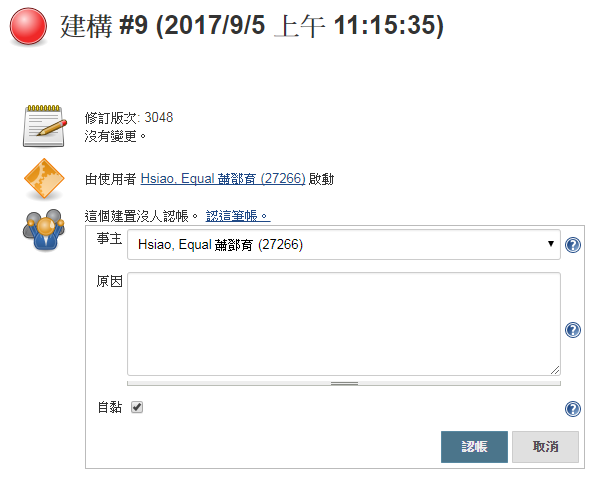 建構 #9 (2017/9/5 上午 11:15:35)
修訂版次: 3048
沒有變更。
由使用者 Hsiao, Equal 蕭鄧育 (27266) 啟動
這個建置沒人認帳。 認這筆帳。
事主 Hsiao, Equal 蕭鄧育 (27266)
原因
自黏
認帳 取消